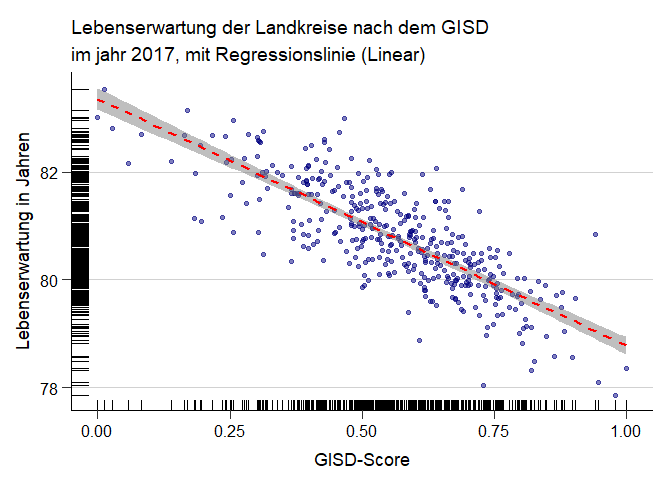 Lebenserwartung der Landkreise nach dem GISD
im jahr 2017, mit Regressionslinie (Linear)
Lebenserwartung in Jahren
82
80
78
0.00 0.25 0.50 0.75 1.00
GISD-Score